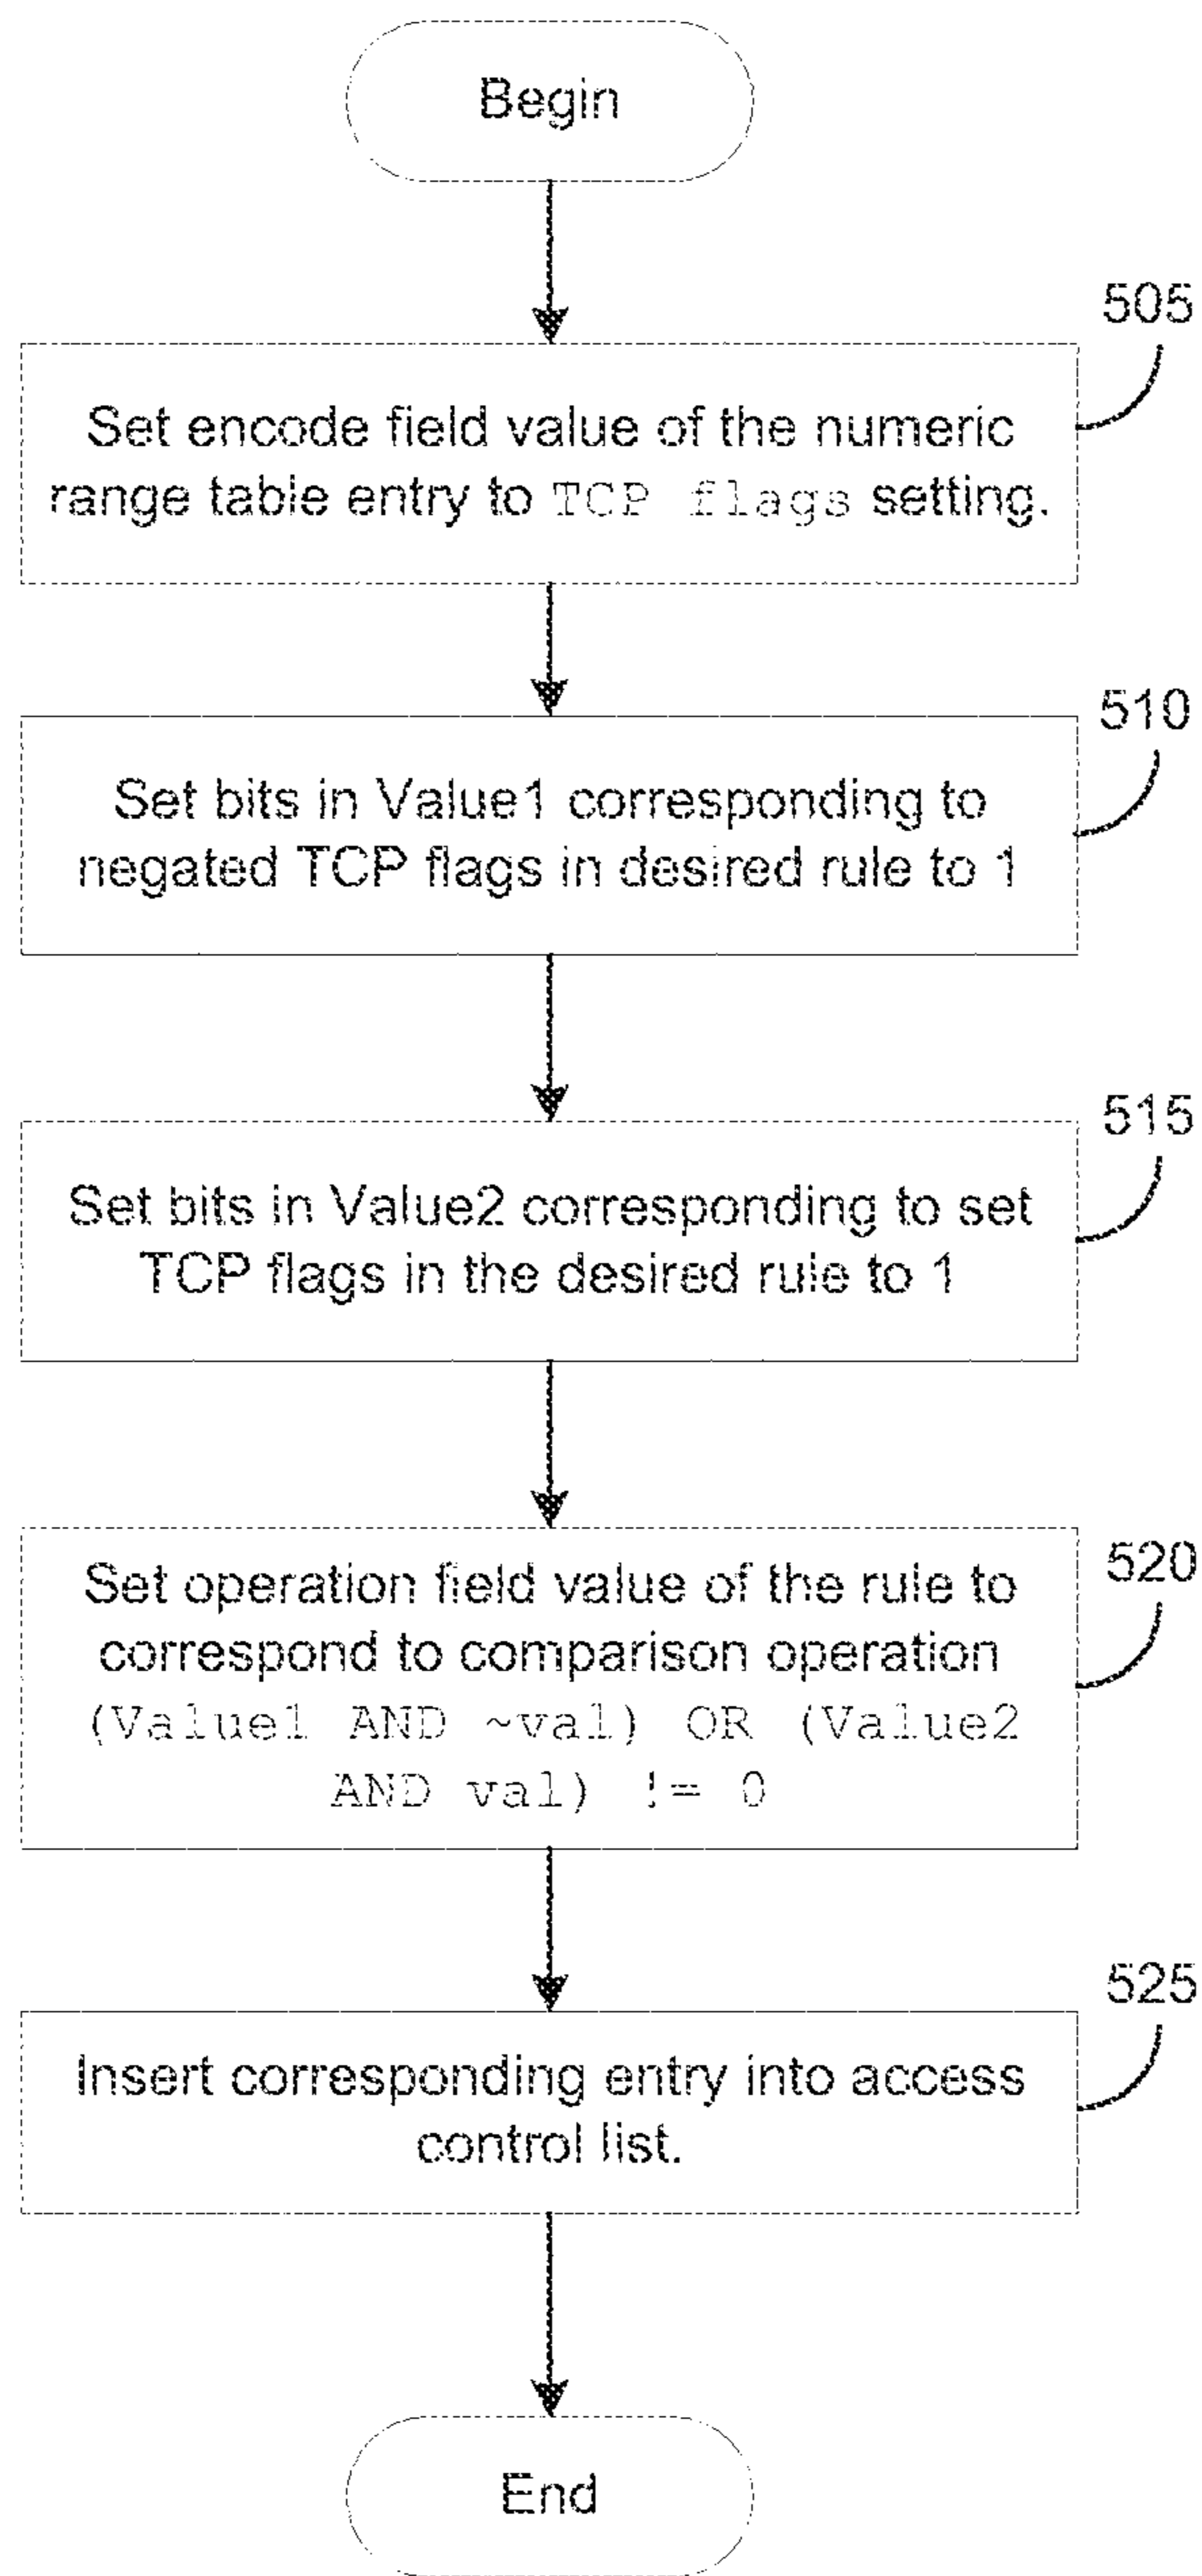 Begin
505
Set encode field value of the numeric
range table entry to TCP flags setting.
510
Set bits in Value1 corresponding to
negated TCP flags in desired rule to 1
515
Set bits in Value2 corresponding to set
TCP flags in the desired rule to 1
520
Set operation field value of the rule to
correspond to comparison operation
(Value1 AND ~val) OR (Value2
AND val) != 0
525
Insert corresponding entry into access
control list.
End